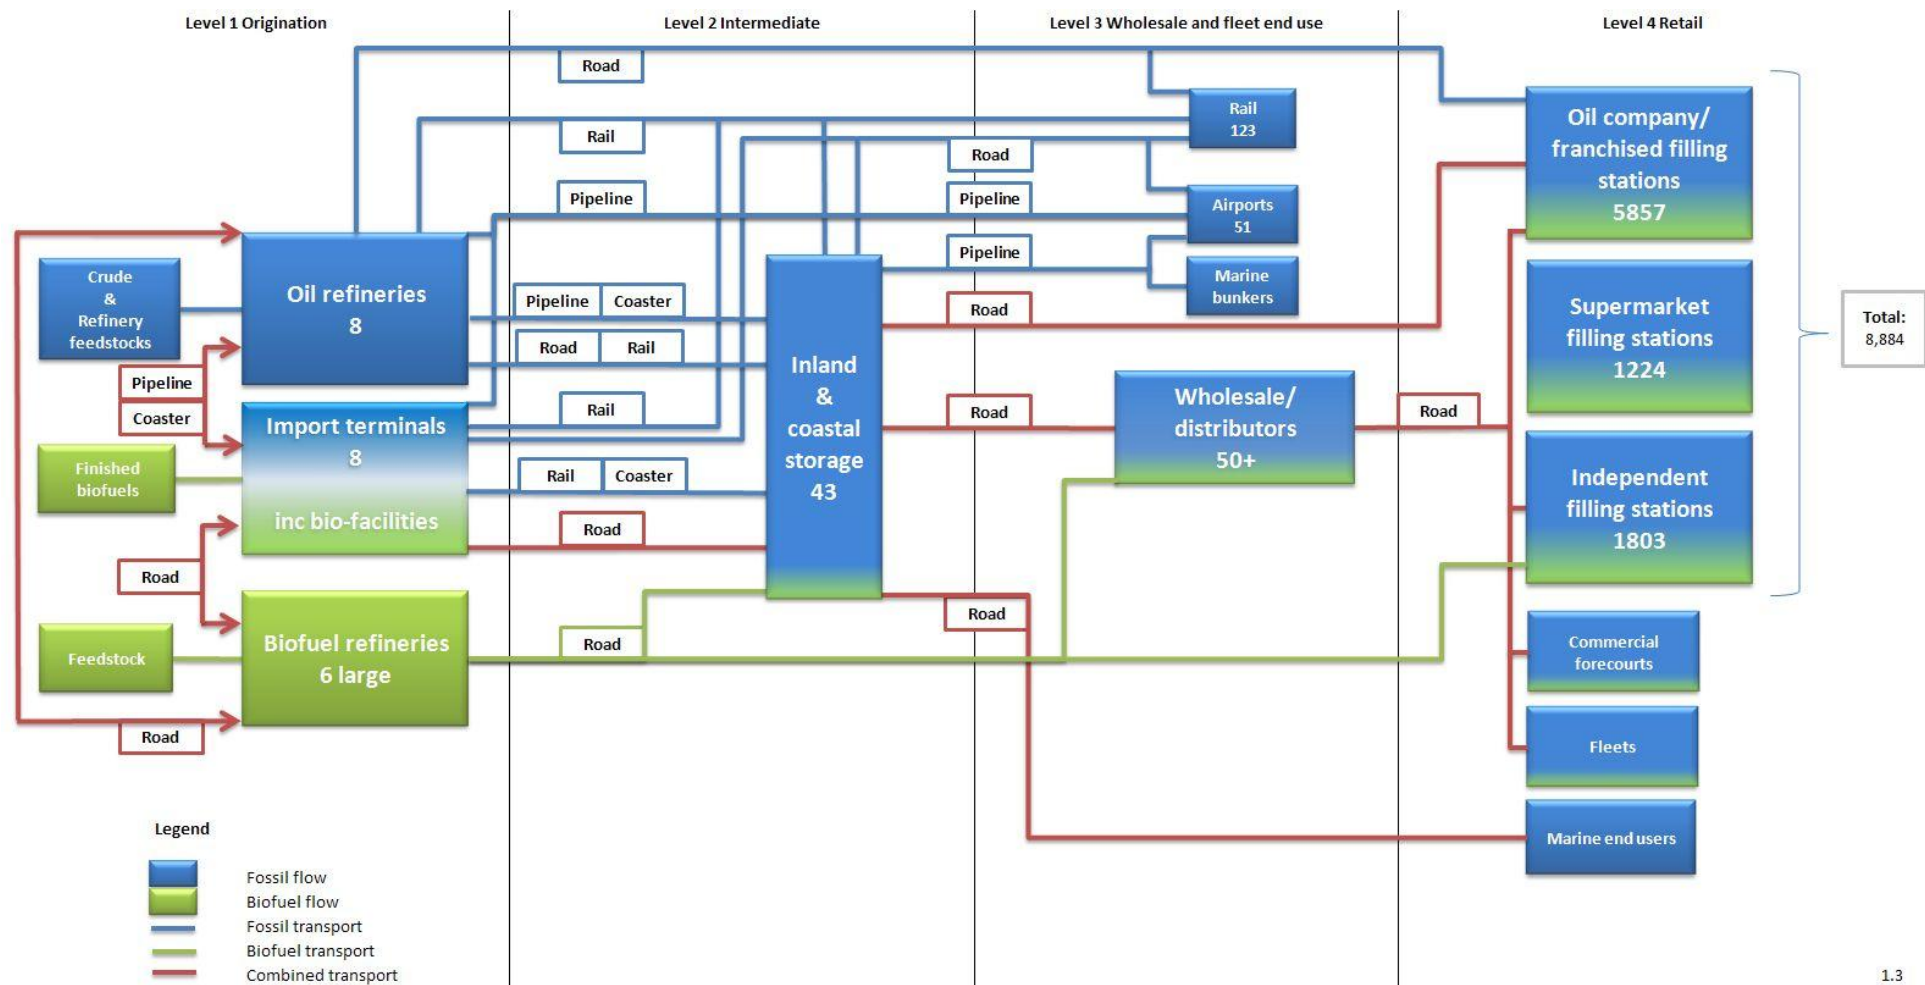 Level 1 Origination
Level 2 Intermediate
Level 3 Wholesale and fleet end use
Level 4 Retail
Road
Rail
Pipeline
Road
Pipeline
Pipeline
Road
Rail
123
Airports
51
Marine
bunkers
Oil company/
franchised filling
stations
5857
Crude
&
Refinery
feedstocks
Oil refineries
8
Pipeline
Coaster
Road
Rail
Pipeline
Coaster
Import terminals
8
inc bio-facilities
Rail
Rail
Coaster
Road
Inland
&
coastal
storage
43
Road
Wholesale/
distributors
50+
Road
Supermarket
filling stations
1224
Total:
8,884
Independent
filling stations
1803
Finished
biofuels
Road
Feedstock
Biofuel refineries
6 large
Road
Road
Road
Commercial
forecourts
Fleets
Marine end users
Legend
Fossil flow
Biofuel flow
Fossil transport
Biofuel transport
Combined transport
1.3